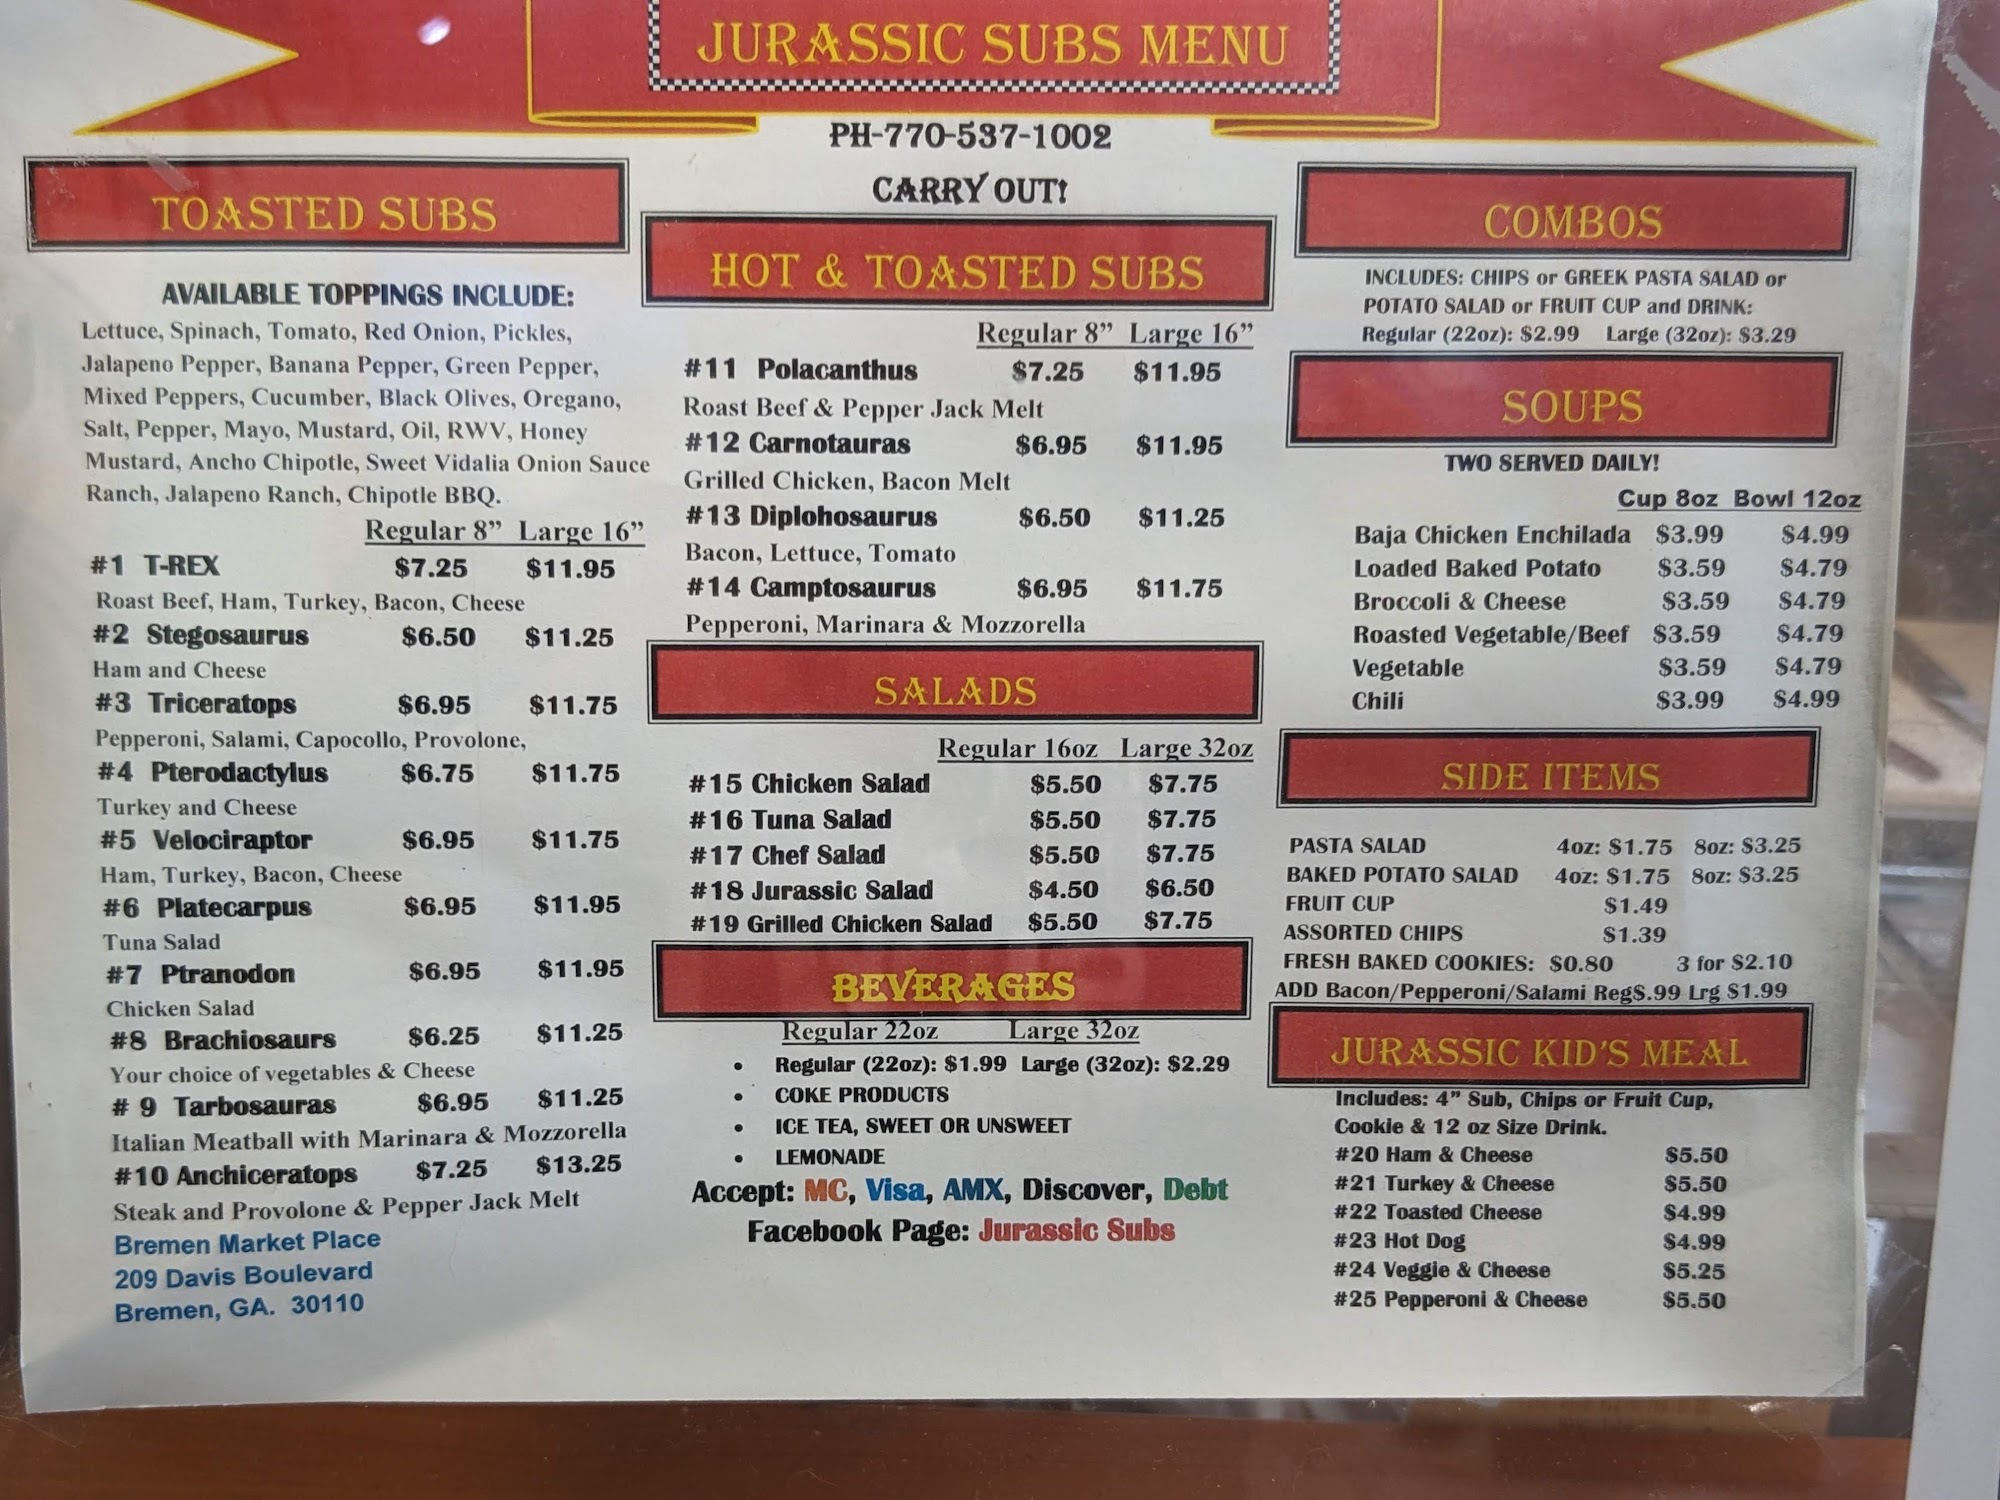 JURASSIC SUBS MENU
PH-770-537-1002
CARRY OUT!
TOASTED SUBS
AVAILABLE TOPPINGS INCLUDE:
Lettuce, Spinach, Tomato, Red Onion, Pickles,
Jalapeno Pepper, Banana Pepper, Green Pepper,
Mixed Peppers, Cucumber, Black Olives, Oregano,
Salt, Pepper, Mayo, Mustard, Oil, RWV, Honey
Mustard, Ancho Chipotle, Sweet Vidalia Onion Sauce
Ranch, Jalapeno Ranch, Chipotle BBQ.
Regular 8” Large 16”
#1 T-REX $7.25 $11.95
Roast Beef, Ham, Turkey, Bacon, Cheese
#2 Stegosaurus $6.50 $11.25
Ham and Cheese
#3 Triceratops $6.95 $11.75
Pepperoni, Salami, Capocollo, Provolone,
#4 Pterodactylus $6.75 $11.75
Turkey and Cheese
#5 Velociraptor $6.95 $11.75
Ham, Turkey, Bacon, Cheese
#6 Platecarpus $6.95 $11.95
Tuna Salad
#7 Ptranodon $6.95 $11.95
Chicken Salad
#8 Brachiosaurs $6.25 $11.25
Your choice of vegetables & Cheese
# 9 Tarbosauras $6.95 $11.25
Italian Meatball with Marinara & Mozzorella
#10 Anchiceratops $7.25 $13.25
Steak and Provolone & Pepper Jack Melt
Bremen Market Place
209 Davis Boulevard
Bremen, GA. 30110
HOT & TOASTED SUBS
Regular 8” Large 16”
#11 Polacanthus $7.25 $11.95
Roast Beef & Pepper Jack Melt
#12 Carnotauras $6.95 $11.95
Grilled Chicken, Bacon Melt
#13 Diplohosaurus $6.50 $11.25
Bacon, Lettuce, Tomato
#14 Camptosaurus $6.95 $11.75
Pepperoni, Marinara & Mozzorella
SALADS
Regular 16oz Large 32oz
#15 Chicken Salad $5.50 $7.75
#16 Tuna Salad $5.50 $7.75
#17 Chef Salad $5.50 $7.75
#18 Jurassic Salad $4.50 $6.50
#19 Grilled Chicken Salad $5.50 $7.75
BEVERAGES
Regular 22oz Large 32oz
• Regular (22oz): $1.99 Large (32oz): $2.29
• COKE PRODUCTS
• ICE TEA, SWEET OR UNSWEET
• LEMONADE
Accept: MC, Visa, AMX, Discover, Debt
Facebook Page: Jurassic Subs
COMBOS
INCLUDES: CHIPS or GREEK PASTA SALAD or
POTATO SALAD or FRUIT CUP and DRINK:
Regular (22oz): $2.99 Large (32oz): $3.29
SOUPS
TWO SERVED DAILY!
Cup 8oz Bowl 12oz
Baja Chicken Enchilada $3.99 $4.99
Loaded Baked Potato $3.59 $4.79
Broccoli & Cheese $3.59 $4.79
Roasted Vegetable/Beef $3.59 $4.79
Vegetable $3.59 $4.79
Chili $3.99 $4.99
SIDE ITEMS
PASTA SALAD 4oz: $1.75 8oz: $3.25
BAKED POTATO SALAD 4oz: $1.75 8oz: $3.25
FRUIT CUP $1.49
ASSORTED CHIPS $1.39
FRESH BAKED COOKIES: $0.80 3 for $2.10
ADD Bacon/Pepperoni/Salami Reg$.99 Lrg $1.99
JURASSIC KID'S MEAL
Includes: 4” Sub, Chips or Fruit Cup,
Cookie & 12 oz Size Drink.
#20 Ham & Cheese $5.50
#21 Turkey & Cheese $5.50
#22 Toasted Cheese $4.99
#23 Hot Dog $4.99
#24 Veggie & Cheese $5.25
#25 Pepperoni & Cheese $5.50